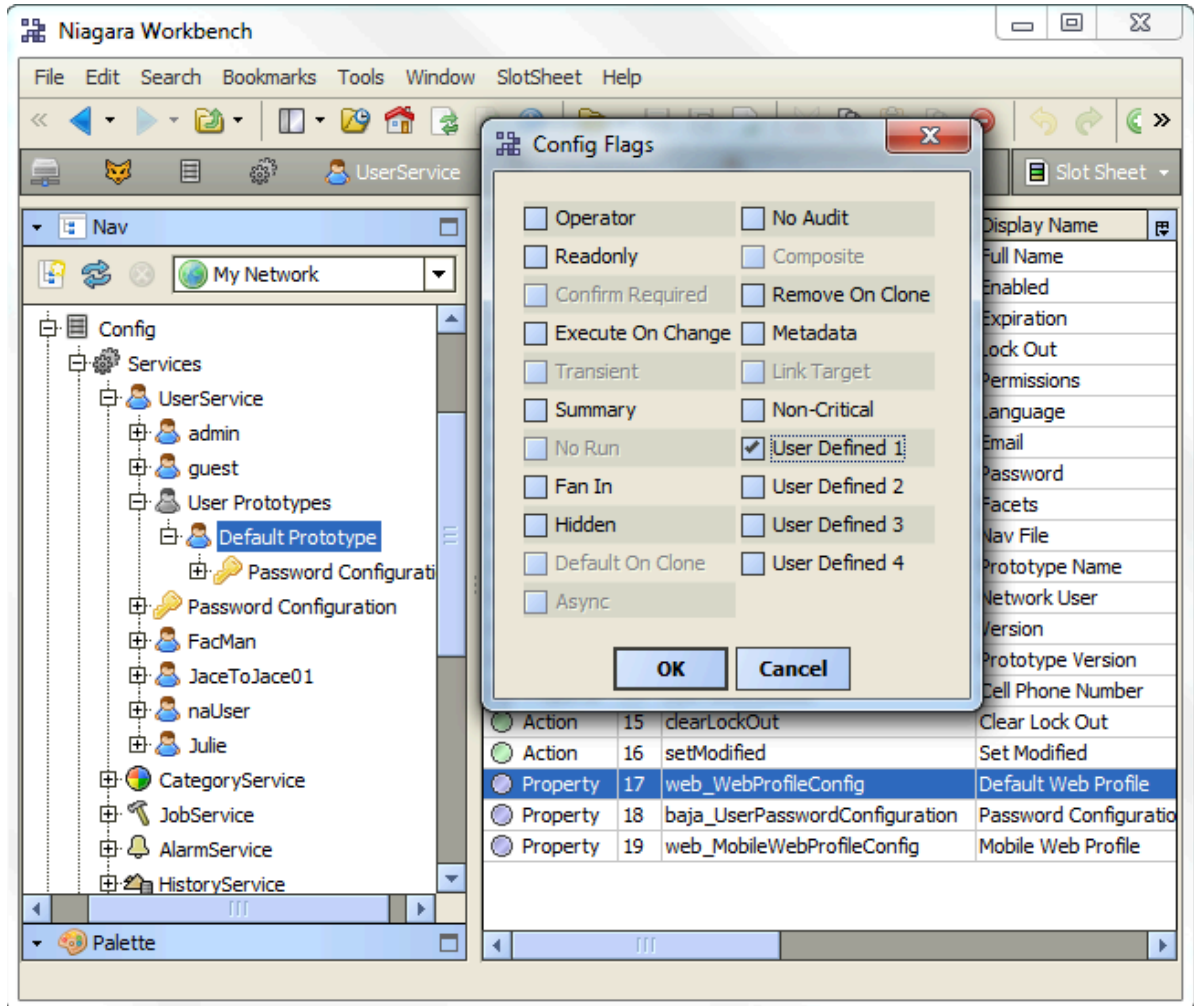 Niagara Workbench
File Edit Search Bookmarks Tools Window SlotSheet Help
UserService
Slot Sheet
Nav
My Network
Config
Services
UserService
admin
guest
User Prototypes
Default Prototype
Password Configurati
Password Configuration
FacMan
JaceToJace01
naUser
Julie
CategoryService
JobService
AlarmService
HistoryService
Palette
Config Flags
Operator
Readonly
Confirm Required
Execute On Change
Transient
Summary
No Run
Fan In
Hidden
Default On Clone
Async
No Audit
Composite
Remove On Clone
Metadata
Link Target
Non-Critical
User Defined 1
User Defined 2
User Defined 3
User Defined 4
OK Cancel
Display Name
Full Name
Enabled
Expiration
Lock Out
Permissions
Language
Email
Password
Facets
Nav File
Prototype Name
Network User
Version
Prototype Version
Cell Phone Number
Action 15 clearLockOut Clear Lock Out
Action 16 setModified Set Modified
Property 17 web_WebProfileConfig Default Web Profile
Property 18 baja_UserPasswordConfiguration Password Configuratio
Property 19 web_MobileWebProfileConfig Mobile Web Profile